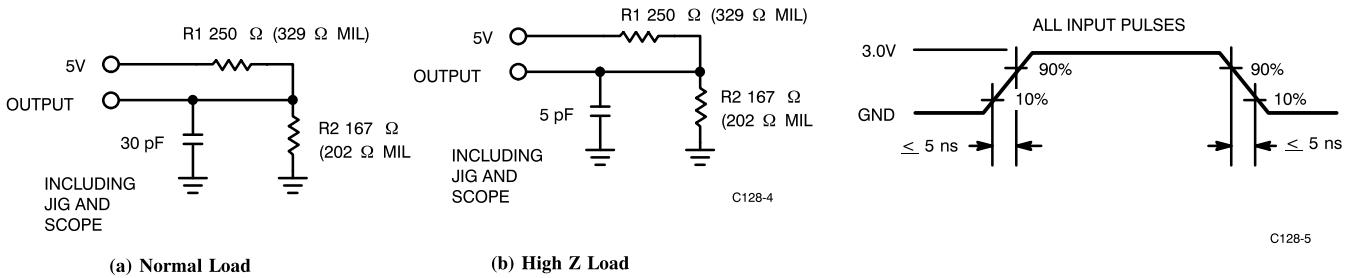 R1 250 Ω (329 Ω MIL)
5V
OUTPUT
30 pF
R2 167 Ω
(202 Ω MIL
INCLUDING
JIG AND
SCOPE
(a) Normal Load
R1 250 Ω (329 Ω MIL)
5V
OUTPUT
5 pF
R2 167 Ω
(202 Ω MIL
INCLUDING
JIG AND
SCOPE
C128-4
(b) High Z Load
ALL INPUT PULSES
3.0V
90%
90%
10%
10%
GND
≤ 5 ns
≤ 5 ns
C128-5